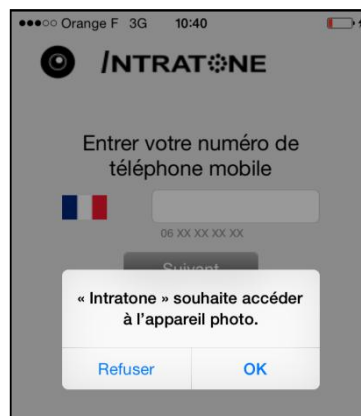 Orange F 3G 10:40
INTRATONE
Entrer votre numéro de
téléphone mobile
06 XX XX XX XX
Suivant
« Intratone » souhaite accéder
à l'appareil photo.
Refuser OK